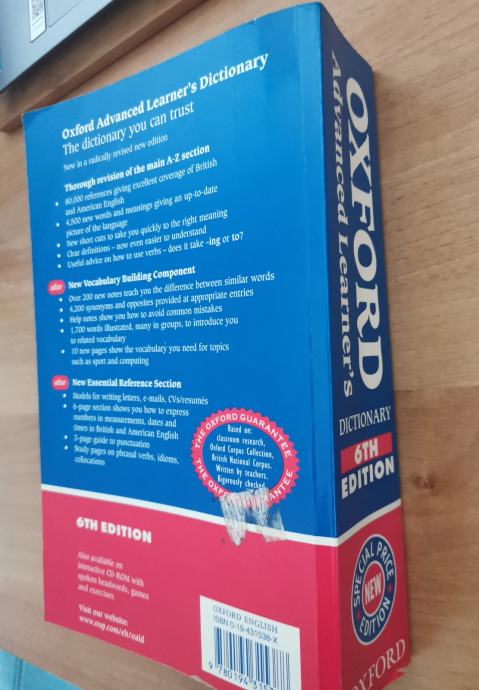 Oxford Advanced Learner's Dictionary
The dictionary you can trust
Now in a radically revised new edition
Thorough revision of the main A-Z section
• 80,000 references giving excellent coverage of British
and American English
• 4,500 new words and meanings giving an up-to-date
picture of the language
• New short cuts to take you quickly to the right meaning
• Clear definitions – now even easier to understand
• Useful advice on how to use verbs – does it take -ing or to?
also New Vocabulary Building Component
• Over 200 new notes teach you the difference between similar words
• 4,200 synonyms and opposites provided at appropriate entries
• Help notes show you how to avoid common mistakes
• 1,700 words illustrated, many in groups, to introduce you
to related vocabulary
• 10 new pages show the vocabulary you need for topics
such as sport and computing
also New Essential Reference Section
• Models for writing letters, e-mails, CVs/resumés
• 6-page section shows you how to express
numbers in measurements, dates and
times in British and American English
• 3-page guide to punctuation
• Study pages on phrasal verbs, idioms,
collocations
THE OXFORD GUARANTEE
Based on:
classroom research,
Oxford Corpus Collection,
British National Corpus.
Written by teachers.
Rigorously checked
6TH EDITION
Also available on
interactive CD-ROM with
spoken headwords, games
and exercises.
Visit our website:
www.oup.com/elt/oald
OXFORD ENGLISH
ISBN 0-19-431538-X
9 780194 315
OXFORD
Advanced Learner's
DICTIONARY
6TH
EDITION
SPECIAL PRICE
NEW
EDITION
OXFORD